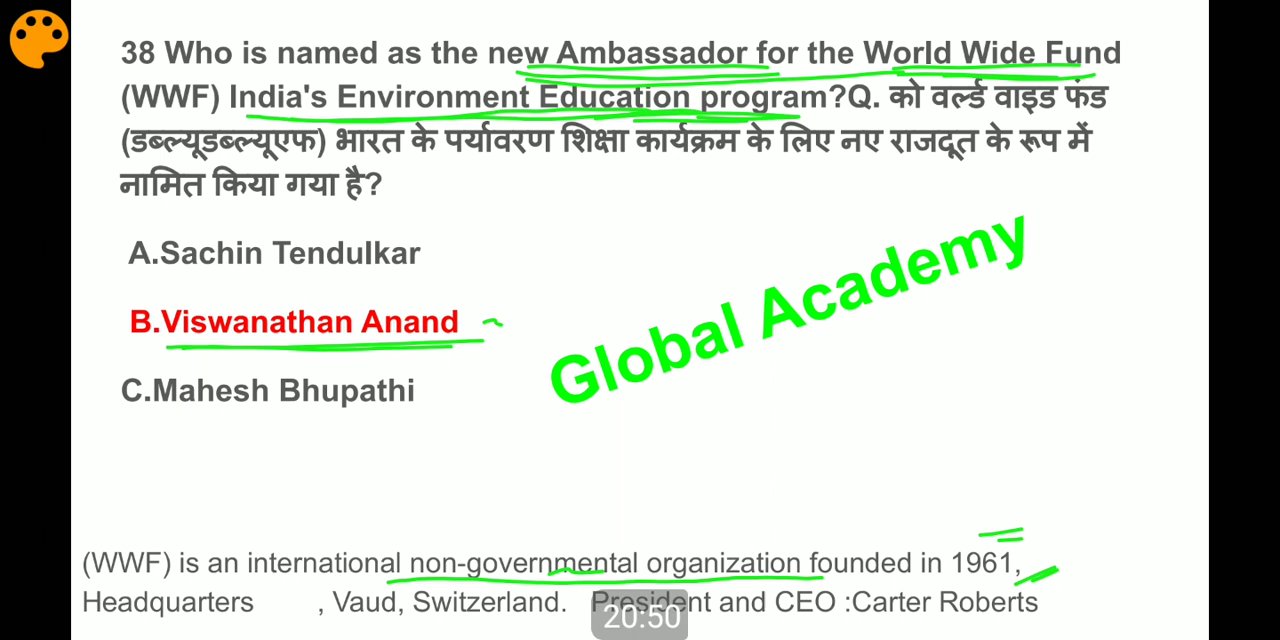 38 Who is named as the new Ambassador for the World Wide Fund
(WWF) India's Environment Education program?Q. को वर्ल्ड वाइड फंड
(डब्ल्यूडब्ल्यूएफ) भारत के पर्यावरण शिक्षा कार्यक्रम के लिए नए राजदूत के रूप में
नामित किया गया है?
A.Sachin Tendulkar
B.Viswanathan Anand
C.Mahesh Bhupathi
Global Academy
(WWF) is an international non-governmental organization founded in 1961,
Headquarters , Vaud, Switzerland. President and CEO :Carter Roberts
20:50